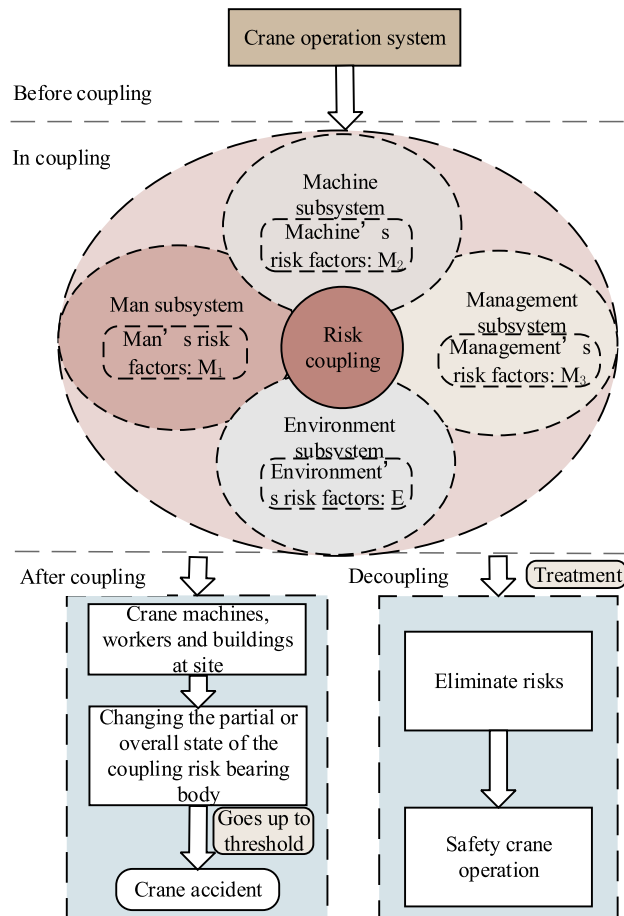 Crane operation system
Before coupling
In coupling
Machine
subsystem
Machine’ s
risk factors: M₂
Man subsystem
Man’ s risk
factors: M₁
Risk
coupling
Management
subsystem
Management’ s
risk factors: M₃
Environment
subsystem
Environment’
s risk factors: E
After coupling
Decoupling
Treatment
Crane machines,
workers and buildings
at site
Changing the partial or
overall state of the
coupling risk bearing
body
Goes up to
threshold
Crane accident
Eliminate risks
Safety crane
operation